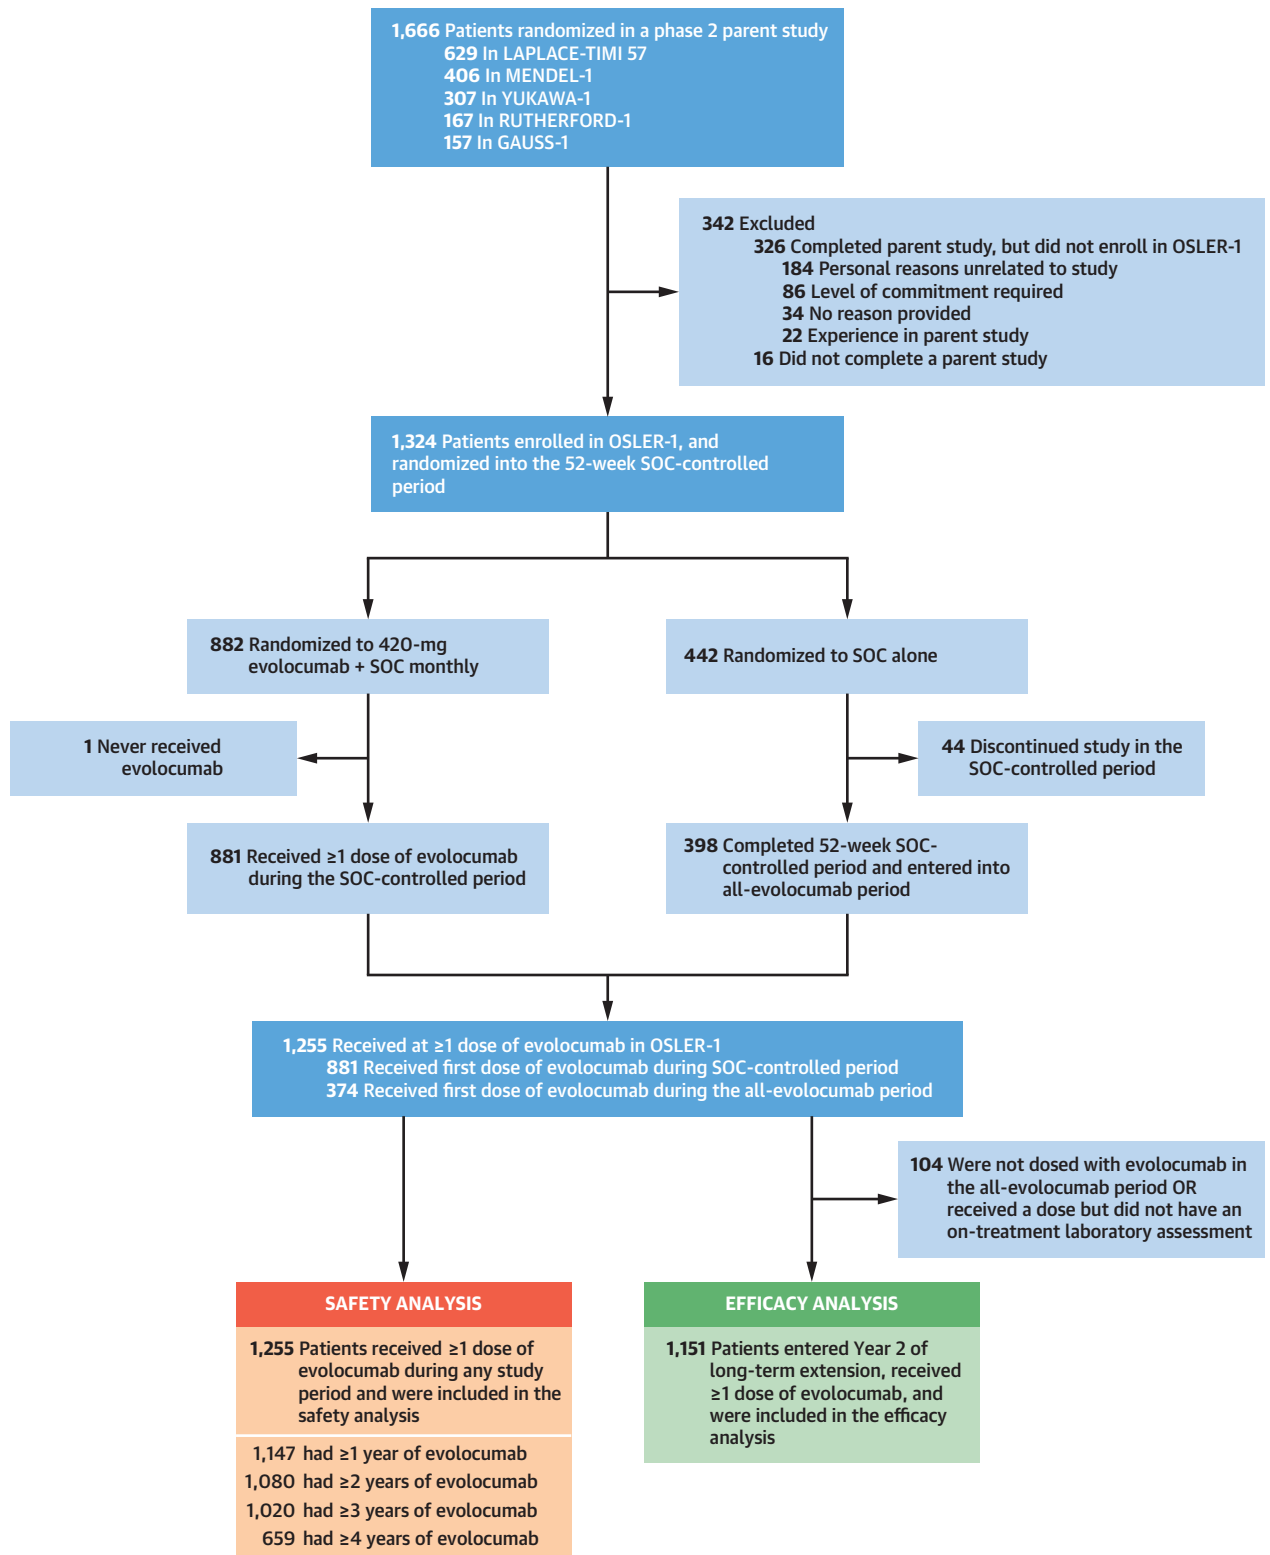 1,666 Patients randomized in a phase 2 parent study
629 In LAPLACE-TIMI 57
406 In MENDEL-1
307 In YUKAWA-1
167 In RUTHERFORD-1
157 In GAUSS-1
342 Excluded
326 Completed parent study, but did not enroll in OSLER-1
184 Personal reasons unrelated to study
86 Level of commitment required
34 No reason provided
22 Experience in parent study
16 Did not complete a parent study
1,324 Patients enrolled in OSLER-1, and
randomized into the 52-week SOC-controlled
period
882 Randomized to 420-mg
evolocumab + SOC monthly
442 Randomized to SOC alone
1 Never received
evolocumab
44 Discontinued study in the
SOC-controlled period
881 Received ≥1 dose of evolocumab
during the SOC-controlled period
398 Completed 52-week SOC-
controlled period and entered into
all-evolocumab period
1,255 Received at ≥1 dose of evolocumab in OSLER-1
881 Received first dose of evolocumab during SOC-controlled period
374 Received first dose of evolocumab during the all-evolocumab period
104 Were not dosed with evolocumab in
the all-evolocumab period OR
received a dose but did not have an
on-treatment laboratory assessment
SAFETY ANALYSIS
1,255 Patients received ≥1 dose of
evolocumab during any study
period and were included in the
safety analysis
1,147 had ≥1 year of evolocumab
1,080 had ≥2 years of evolocumab
1,020 had ≥3 years of evolocumab
659 had ≥4 years of evolocumab
EFFICACY ANALYSIS
1,151 Patients entered Year 2 of
long-term extension, received
≥1 dose of evolocumab, and
were included in the efficacy
analysis